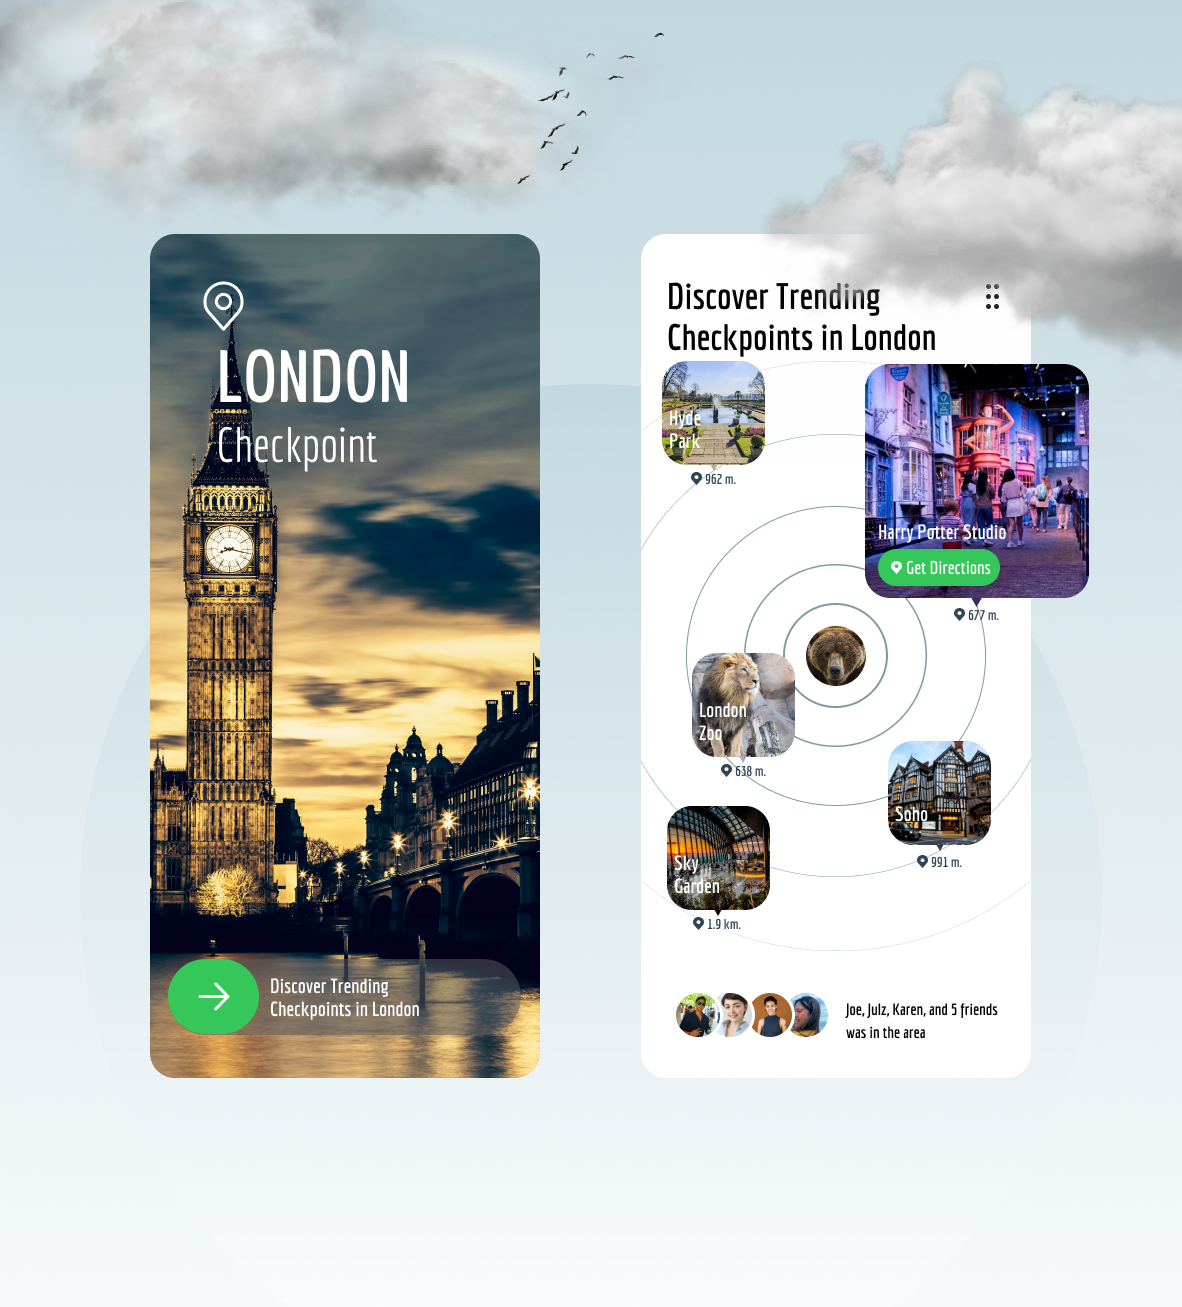 LONDON
Checkpoint
Discover Trending
Checkpoints in London
Discover Trending
Checkpoints in London
Hyde
Park
962 m.
Harry Potter Studio
Get Directions
677 m.
London
Zoo
638 m.
Soho
991 m.
Sky
Garden
1.9 km.
Joe, Julz, Karen, and 5 friends
was in the area